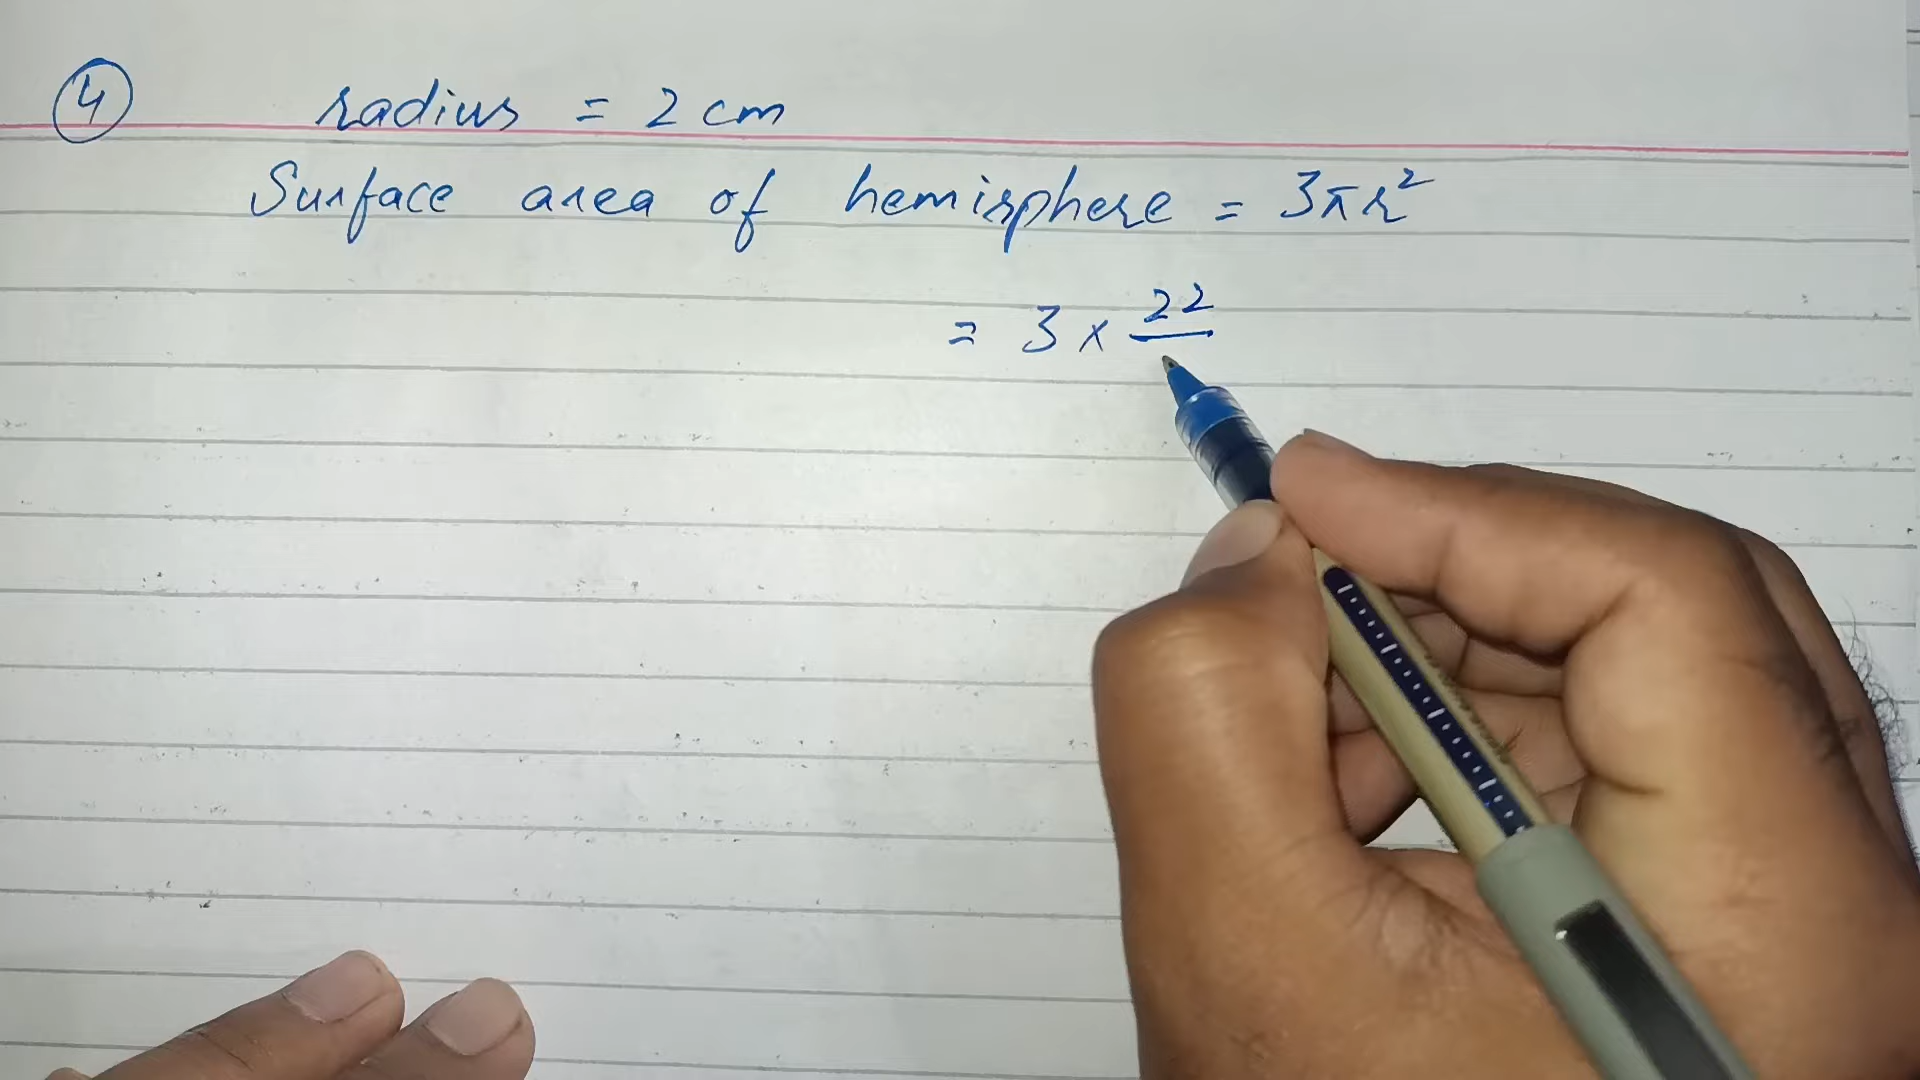 4 radius = 2 cm
Surface area of hemisphere = 3πr²
= 3 × 22